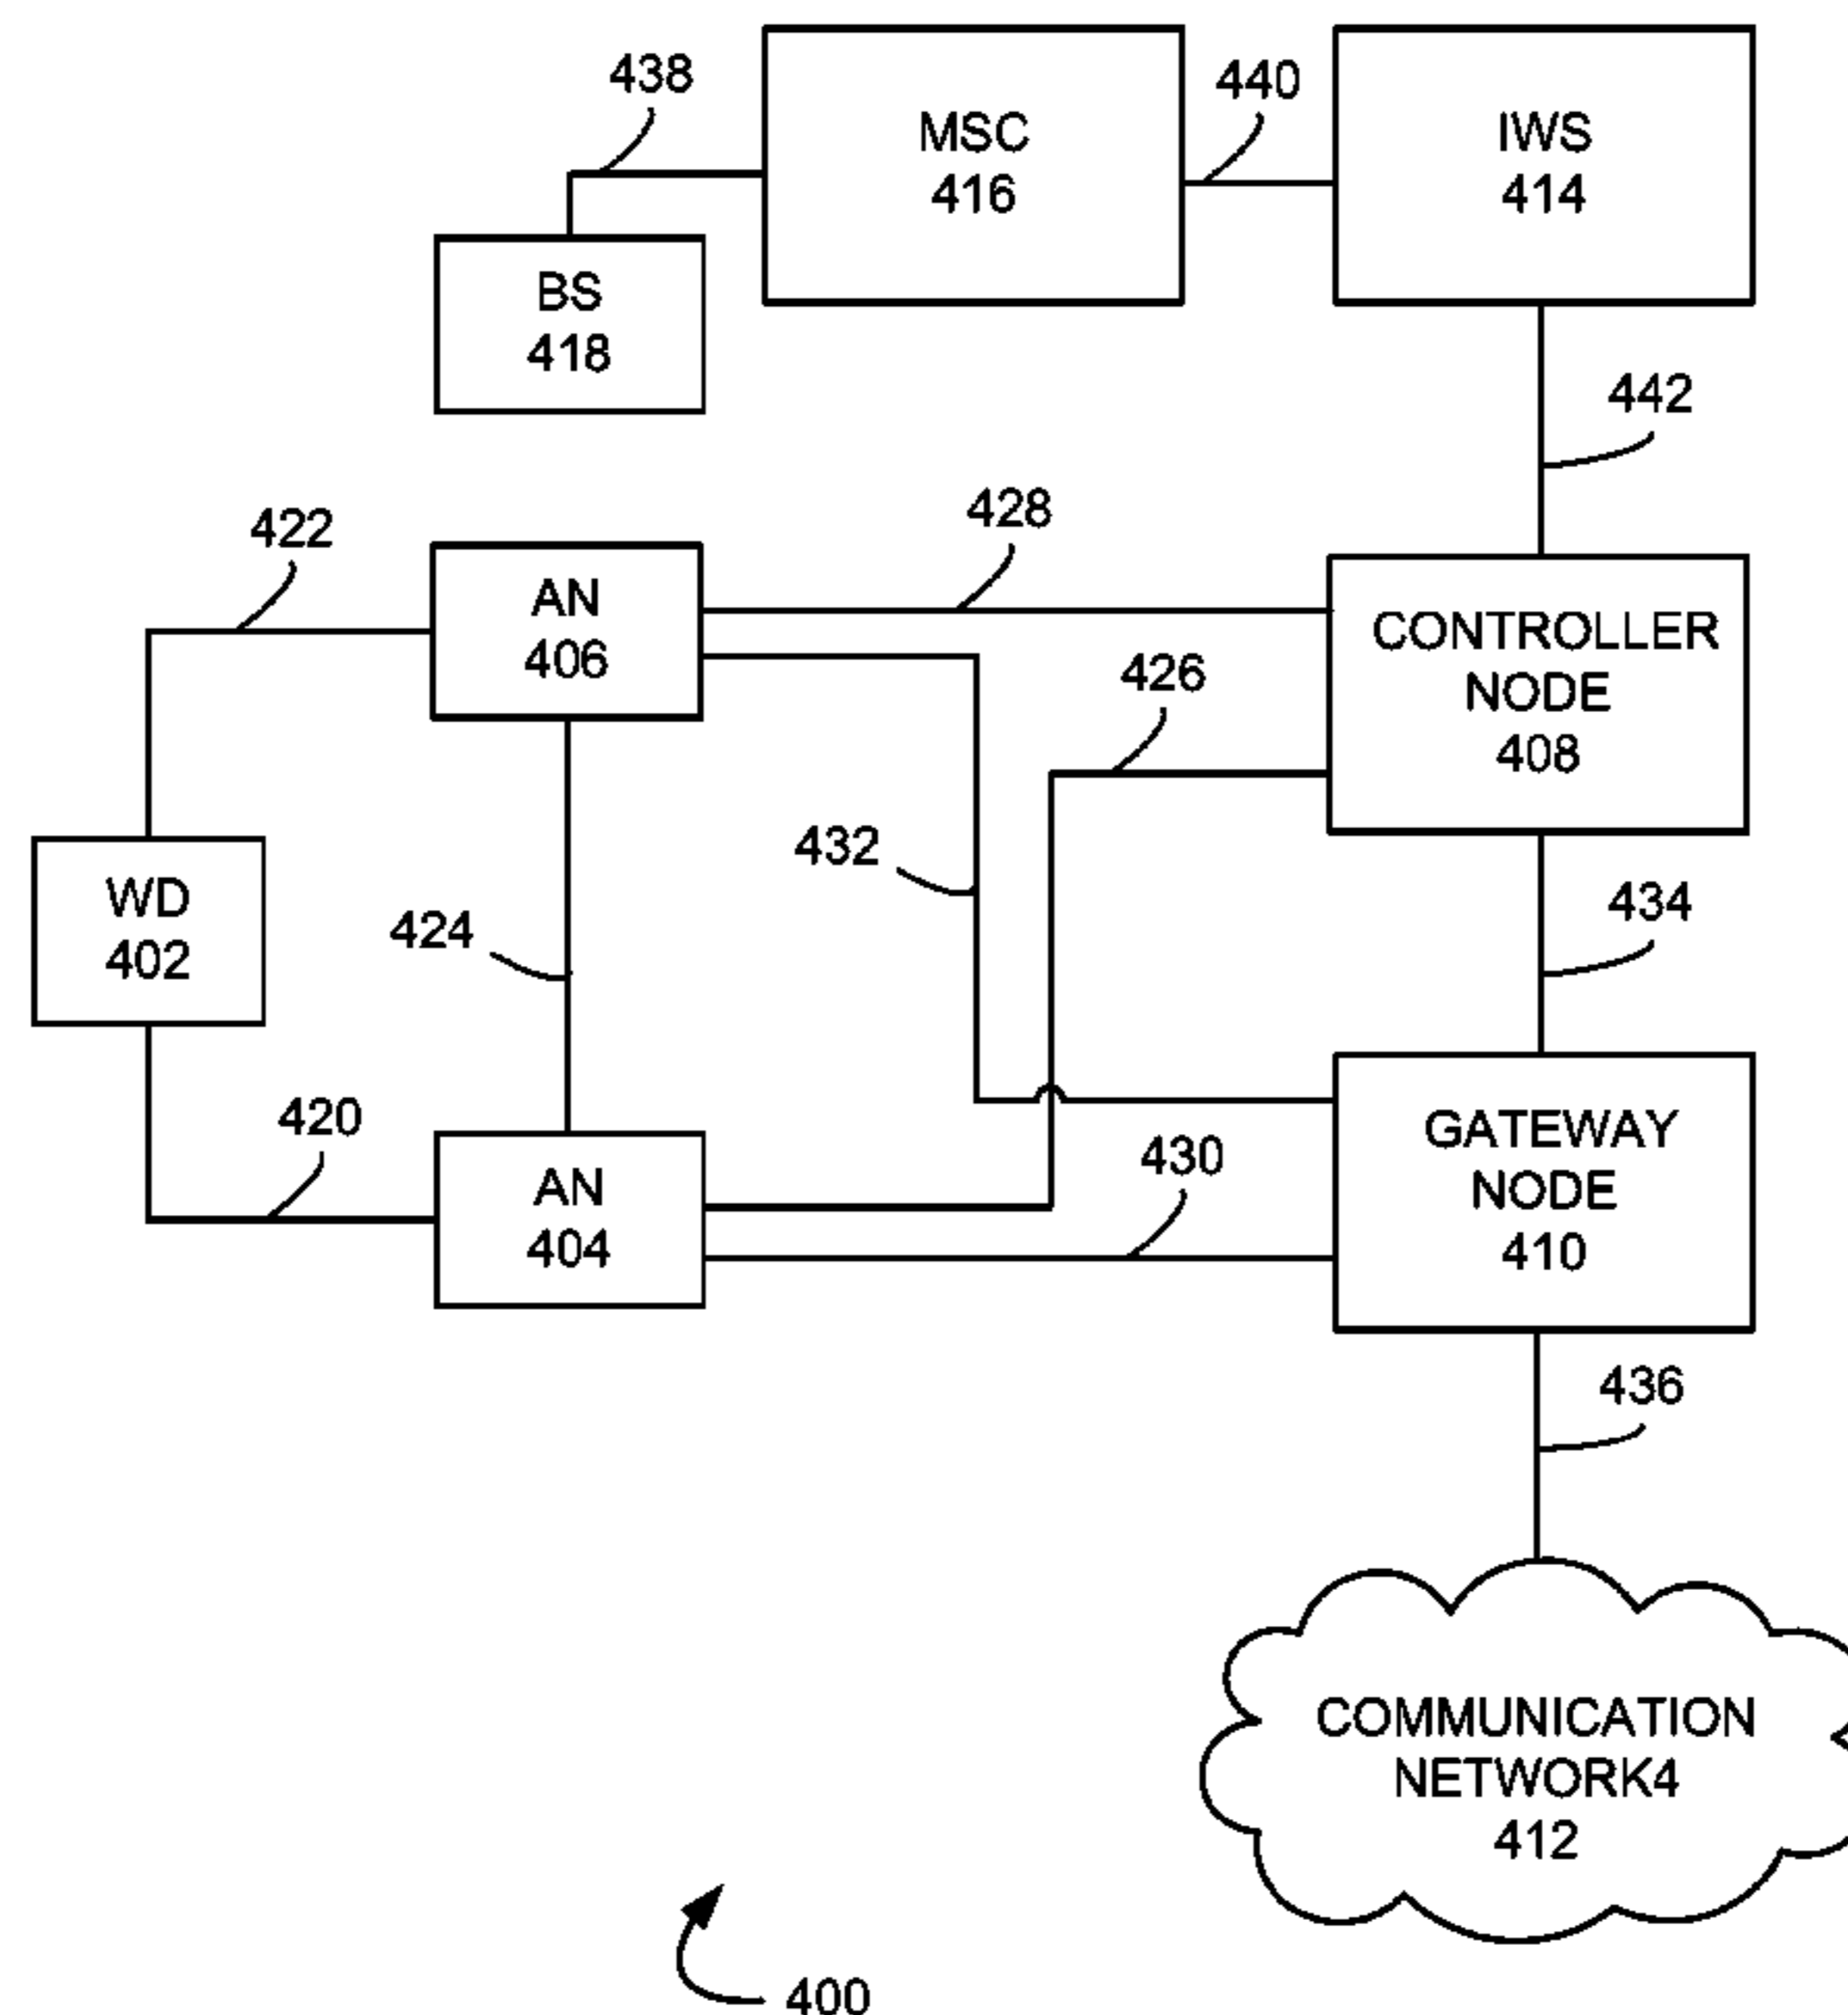 438
MSC
416
440
IWS
414
BS
418
442
422
AN
406
428
CONTROLLER
NODE
408
426
432
WD
402
424
434
420
AN
404
430
GATEWAY
NODE
410
436
COMMUNICATION
NETWORK4
412
400